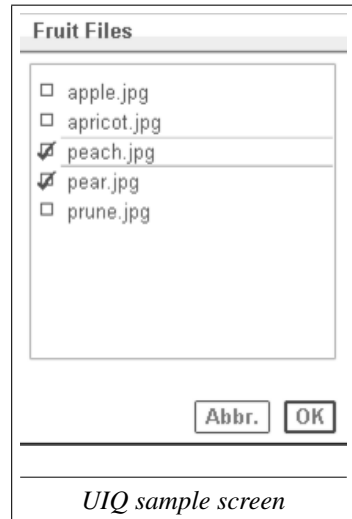 Fruit Files
apple.jpg
apricot.jpg
peach.jpg
pear.jpg
prune.jpg
Abbr. OK
UIQ sample screen